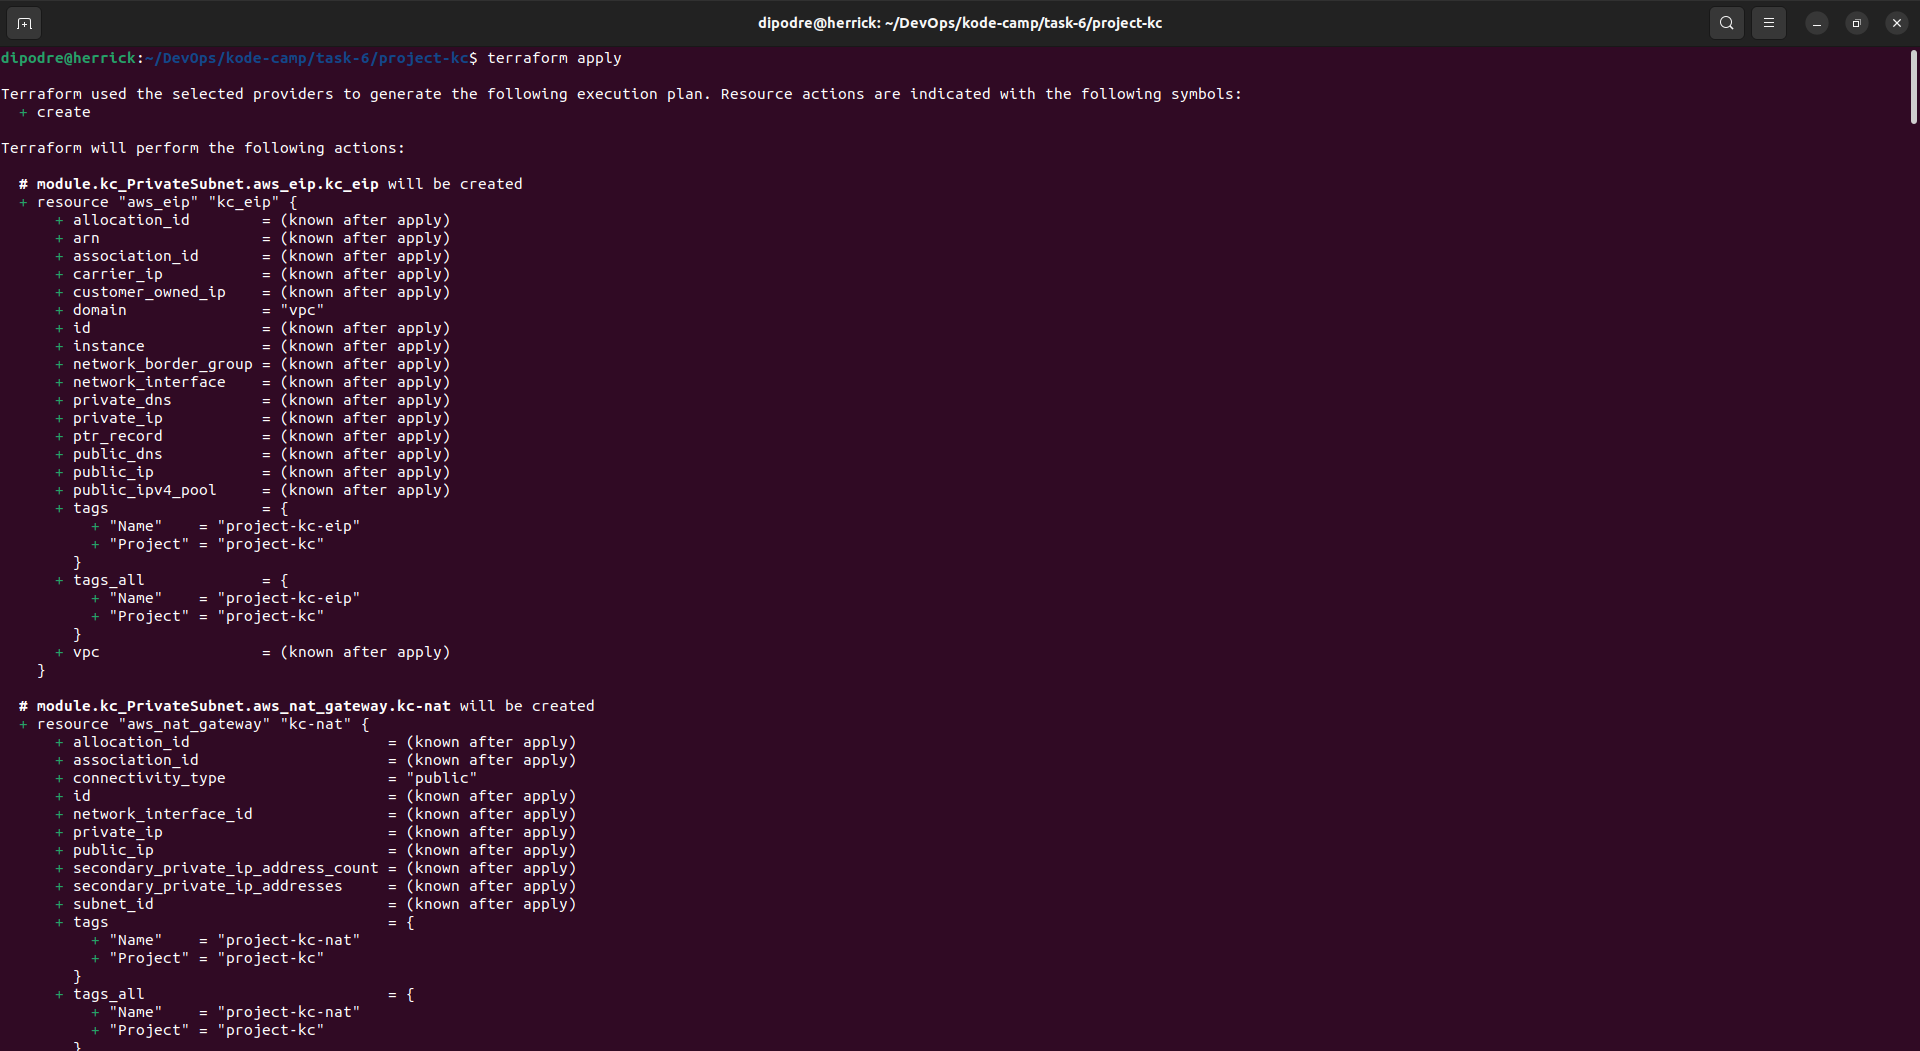 dipodre@herrick: ~/DevOps/kode-camp/task-6/project-kc
dipodre@herrick:~/DevOps/kode-camp/task-6/project-kc$ terraform apply
Terraform used the selected providers to generate the following execution plan. Resource actions are indicated with the following symbols:
  + create
Terraform will perform the following actions:
  # module.kc_PrivateSubnet.aws_eip.kc_eip will be created
  + resource "aws_eip" "kc_eip" {
      + allocation_id        = (known after apply)
      + arn                  = (known after apply)
      + association_id       = (known after apply)
      + carrier_ip           = (known after apply)
      + customer_owned_ip    = (known after apply)
      + domain               = "vpc"
      + id                   = (known after apply)
      + instance             = (known after apply)
      + network_border_group = (known after apply)
      + network_interface    = (known after apply)
      + private_dns          = (known after apply)
      + private_ip           = (known after apply)
      + ptr_record           = (known after apply)
      + public_dns           = (known after apply)
      + public_ip            = (known after apply)
      + public_ipv4_pool     = (known after apply)
      + tags                 = {
          + "Name"    = "project-kc-eip"
          + "Project" = "project-kc"
        }
      + tags_all             = {
          + "Name"    = "project-kc-eip"
          + "Project" = "project-kc"
        }
      + vpc                  = (known after apply)
    }
  # module.kc_PrivateSubnet.aws_nat_gateway.kc-nat will be created
  + resource "aws_nat_gateway" "kc-nat" {
      + allocation_id                      = (known after apply)
      + association_id                     = (known after apply)
      + connectivity_type                  = "public"
      + id                                 = (known after apply)
      + network_interface_id               = (known after apply)
      + private_ip                         = (known after apply)
      + public_ip                          = (known after apply)
      + secondary_private_ip_address_count = (known after apply)
      + secondary_private_ip_addresses     = (known after apply)
      + subnet_id                          = (known after apply)
      + tags                               = {
          + "Name"    = "project-kc-nat"
          + "Project" = "project-kc"
        }
      + tags_all                           = {
          + "Name"    = "project-kc-nat"
          + "Project" = "project-kc"
        }